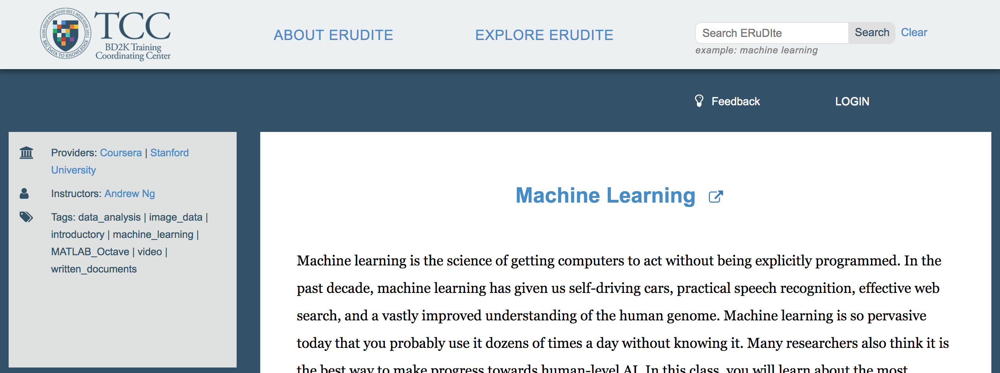 TCC
BD2K Training
Coordinating Center
BIG DATA TO KNOWLEDGE
ABOUT ERUDITE
EXPLORE ERUDITE
Search ERuDIte
Search
Clear
example: machine learning
Feedback
LOGIN
Providers: Coursera | Stanford
University
Instructors: Andrew Ng
Tags: data_analysis | image_data |
introductory | machine_learning |
MATLAB_Octave | video |
written_documents
Machine Learning
Machine learning is the science of getting computers to act without being explicitly programmed. In the
past decade, machine learning has given us self-driving cars, practical speech recognition, effective web
search, and a vastly improved understanding of the human genome. Machine learning is so pervasive
today that you probably use it dozens of times a day without knowing it. Many researchers also think it is
the best way to make progress towards human-level AI. In this class, you will learn about the most